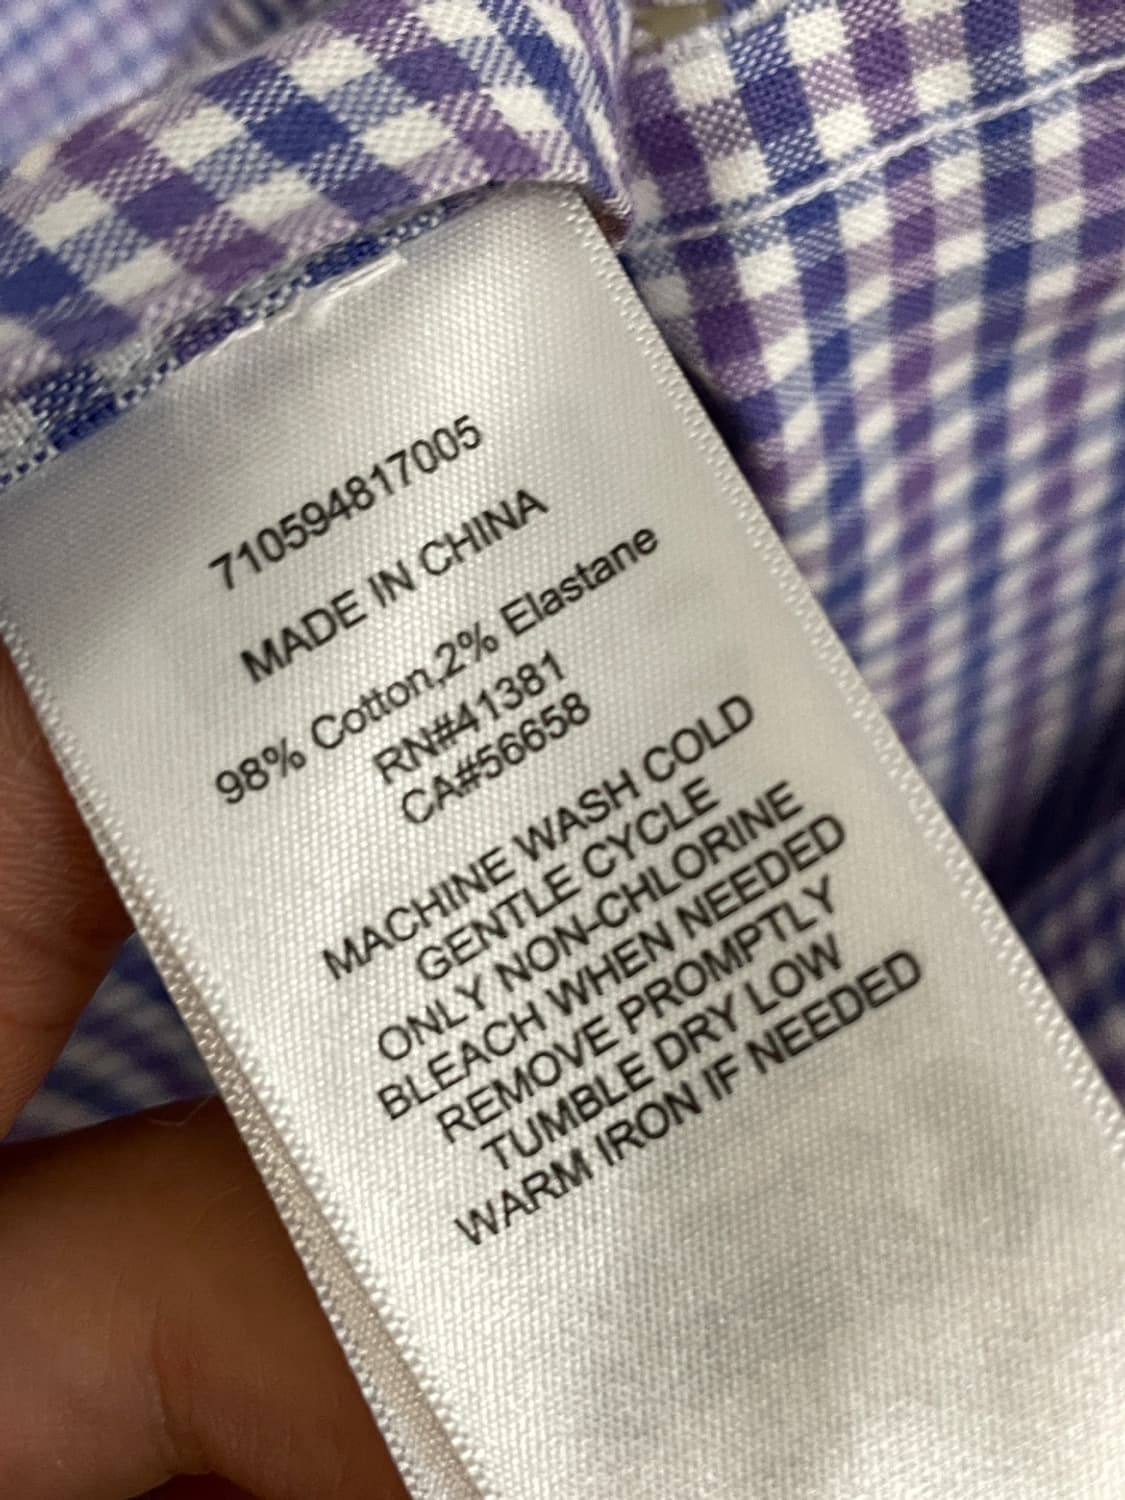 710594817005
MADE IN CHINA
98% Cotton,2% Elastane
RN#41381
CA#56658
MACHINE WASH COLD
GENTLE CYCLE
ONLY NON-CHLORINE
BLEACH WHEN NEEDED
REMOVE PROMPTLY
TUMBLE DRY LOW
WARM IRON IF NEEDED